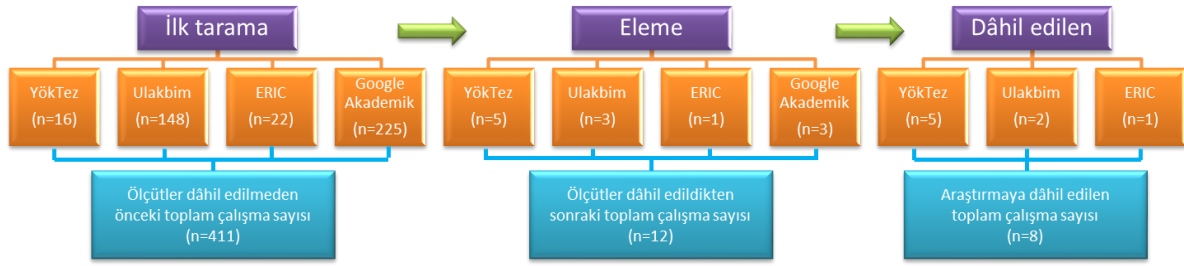 İlk tarama
YökTez
(n=16)
Ulakbim
(n=148)
ERIC
(n=22)
Google
Akademik
(n=225)
Ölçütler dâhil edilmeden
önceki toplam çalışma sayısı
(n=411)
Eleme
YökTez
(n=5)
Ulakbim
(n=3)
ERIC
(n=1)
Google
Akademik
(n=3)
Ölçütler dâhil edildikten
sonraki toplam çalışma sayısı
(n=12)
Dâhil edilen
YökTez
(n=5)
Ulakbim
(n=2)
ERIC
(n=1)
Araştırmaya dâhil edilen
toplam çalışma sayısı
(n=8)